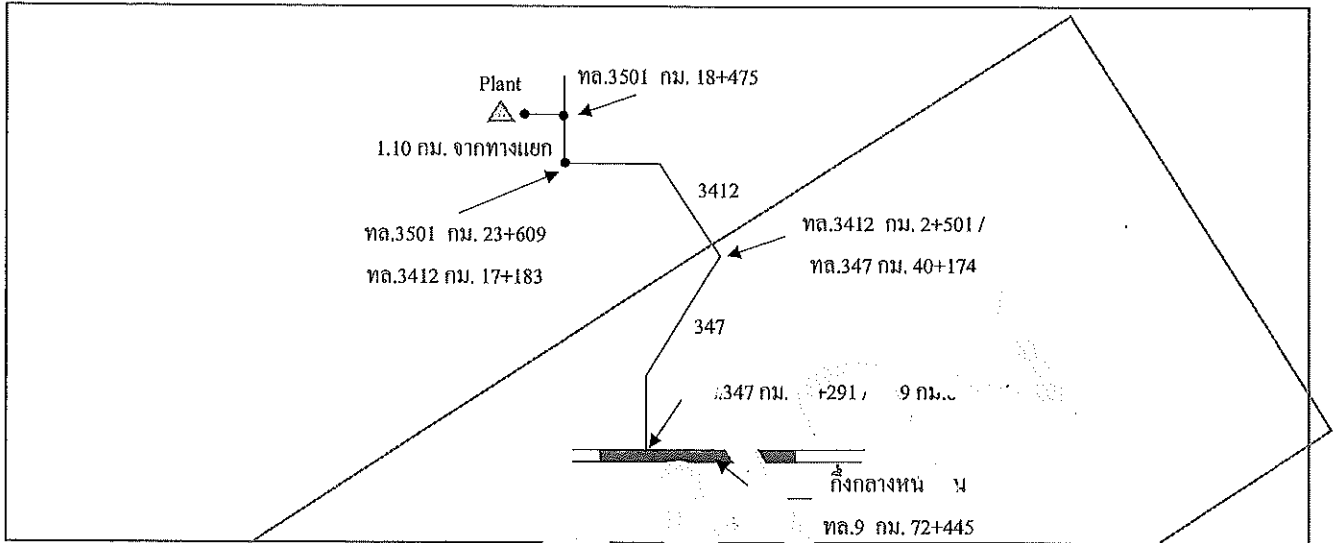 Plant
ทล.3501 กม. 18+475
1.10 กม. จากทางแยก
3412
ทล.3501 กม. 23+609
ทล.3412 กม. 17+183
ทล.3412 กม. 2+501 /
ทล.347 กม. 40+174
347
347 กม. +291 / 9 กม.
กึ่งกลาง
ทล.9 กม. 72+445